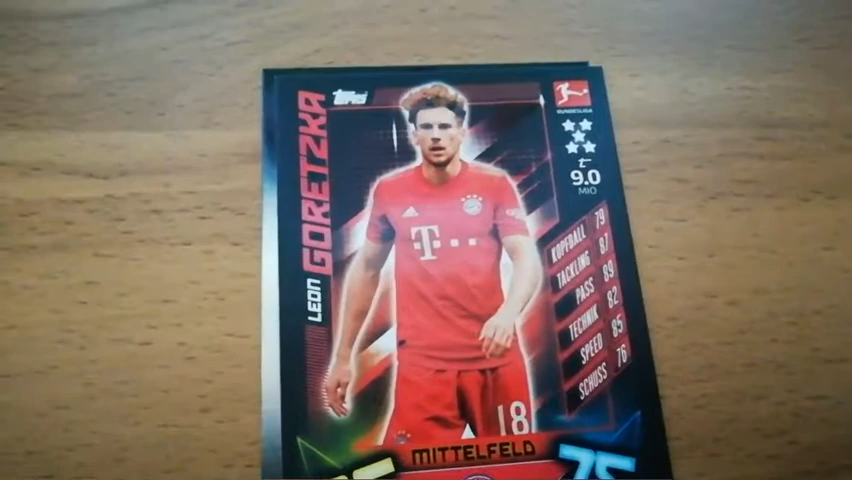 topps
BUNDESLIGA
LEON
GORETZKA
t
9.0
MIO
KOPFBALL 79
TACKLING 87
PASS 89
TECHNIK 82
SPEED 85
SCHUSS 76
T
18
MITTELFELD
75